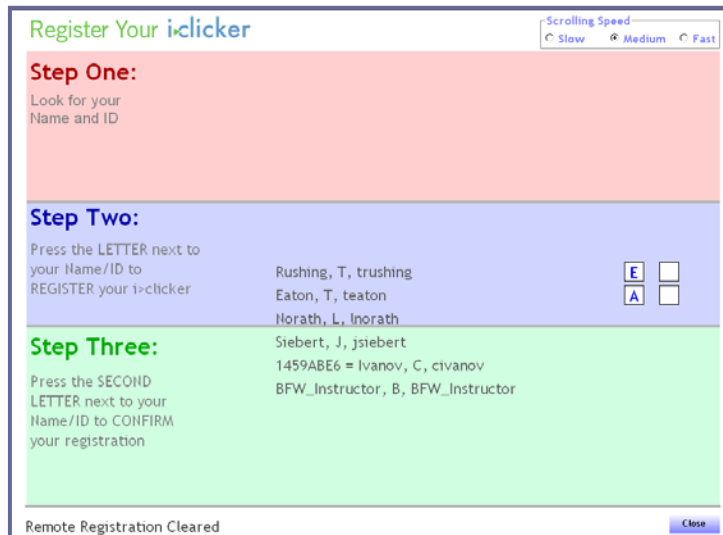 Register Your i>clicker
Scrolling Speed
Slow Medium Fast
Step One:
Look for your
Name and ID
Step Two:
Press the LETTER next to
your Name/ID to
REGISTER your i>clicker
Rushing, T, trushing E
Eaton, T, teaton A
Norath, L, lnorath
Step Three:
Press the SECOND
LETTER next to your
Name/ID to CONFIRM
your registration
Siebert, J, jsiebert
1459ABE6 = Ivanov, C, civanov
BFW_Instructor, B, BFW_Instructor
Remote Registration Cleared
Close